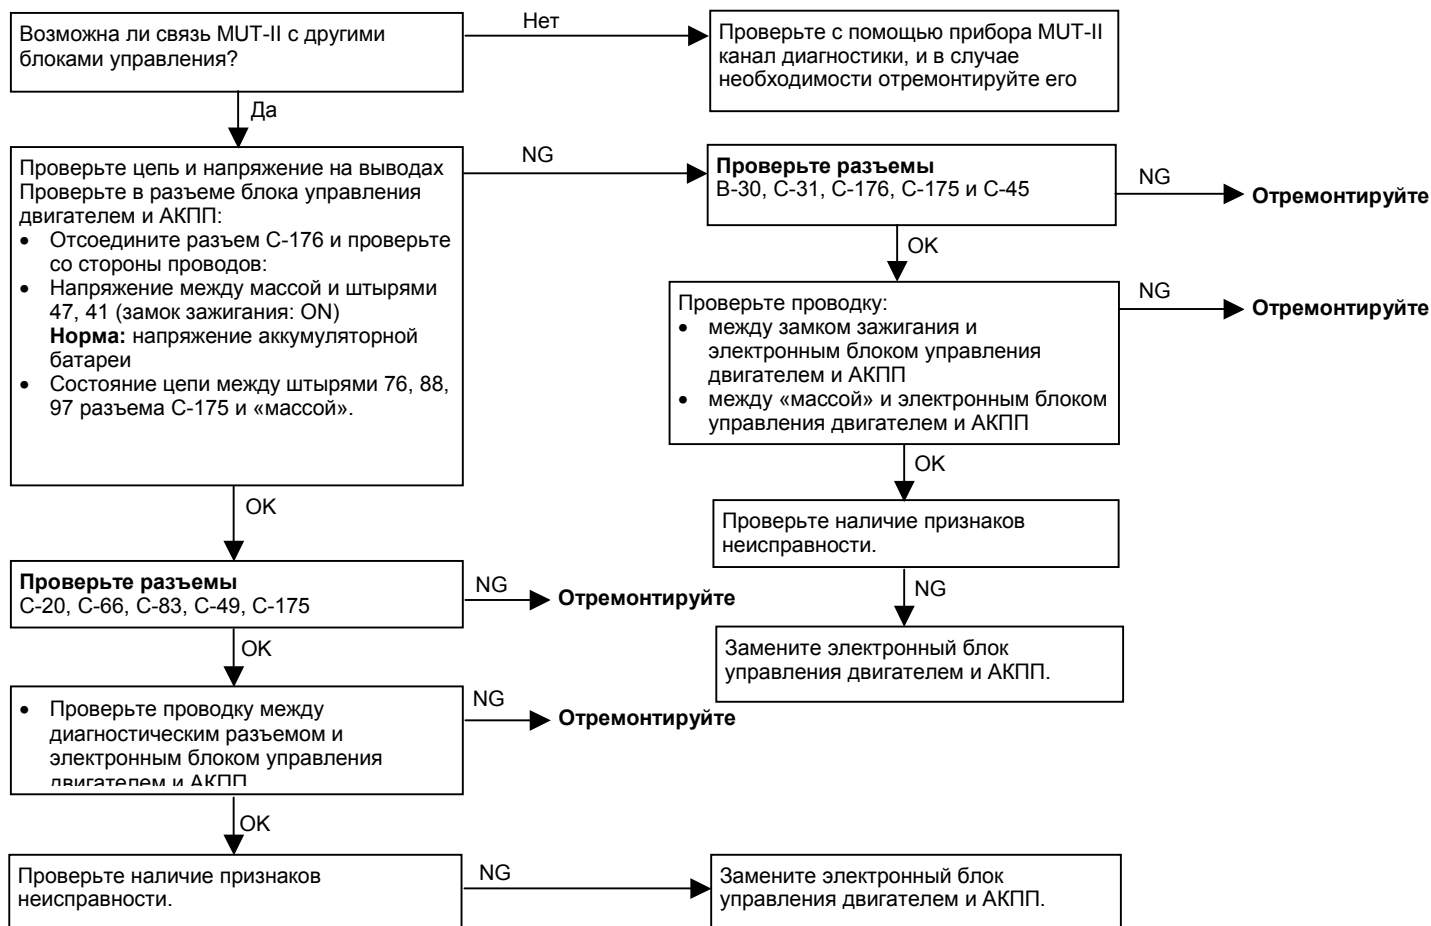 Возможна ли связь MUT-II с другими
блоками управления?
Нет
Проверьте с помощью прибора MUT-II
канал диагностики, и в случае
необходимости отремонтируйте его
Да
Проверьте цепь и напряжение на выводах
Проверьте в разъеме блока управления
двигателем и АКПП:
• Отсоедините разъем С-176 и проверьте
со стороны проводов:
• Напряжение между массой и штырями
47, 41 (замок зажигания: ON)
Норма: напряжение аккумуляторной
батареи
• Состояние цепи между штырями 76, 88,
97 разъема С-175 и «массой».
NG
Проверьте разъемы
В-30, С-31, С-176, С-175 и С-45
NG
Отремонтируйте
OK
Проверьте проводку:
• между замком зажигания и
электронным блоком управления
двигателем и АКПП
• между «массой» и электронным блоком
управления двигателем и АКПП
NG
Отремонтируйте
OK
Проверьте наличие признаков
неисправности.
NG
Замените электронный блок
управления двигателем и АКПП.
OK
Проверьте разъемы
С-20, С-66, С-83, С-49, С-175
NG
Отремонтируйте
OK
• Проверьте проводку между
диагностическим разъемом и
электронным блоком управления
двигателем и АКПП
NG
Отремонтируйте
OK
Проверьте наличие признаков
неисправности.
NG
Замените электронный блок
управления двигателем и АКПП.